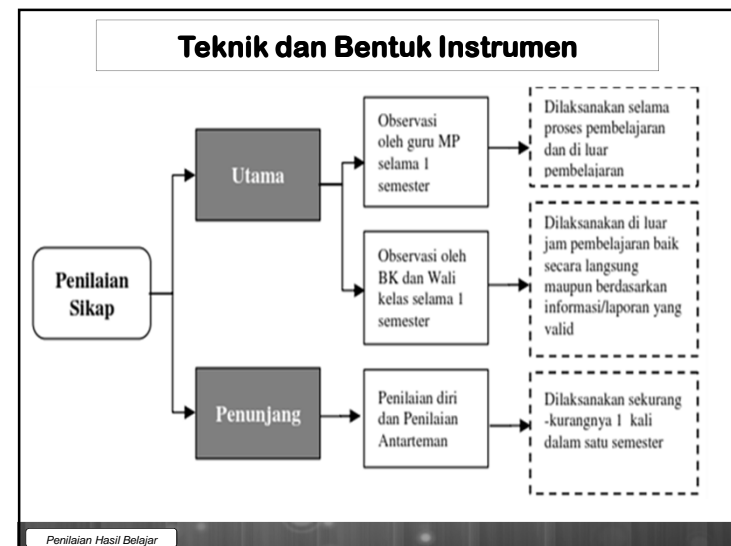 Teknik dan Bentuk Instrumen
Penilaian
Sikap
Utama
Observasi
oleh guru MP
selama 1
semester
Dilaksanakan selama
proses pembelajaran
dan di luar
pembelajaran
Observasi oleh
BK dan Wali
kelas selama 1
semester
Dilaksanakan di luar
jam pembelajaran baik
secara langsung
maupun berdasarkan
informasi/laporan yang
valid
Penunjang
Penilaian diri
dan Penilaian
Antarteman
Dilaksanakan sekurang
-kurangnya 1 kali
dalam satu semester
Penilaian Hasil Belajar